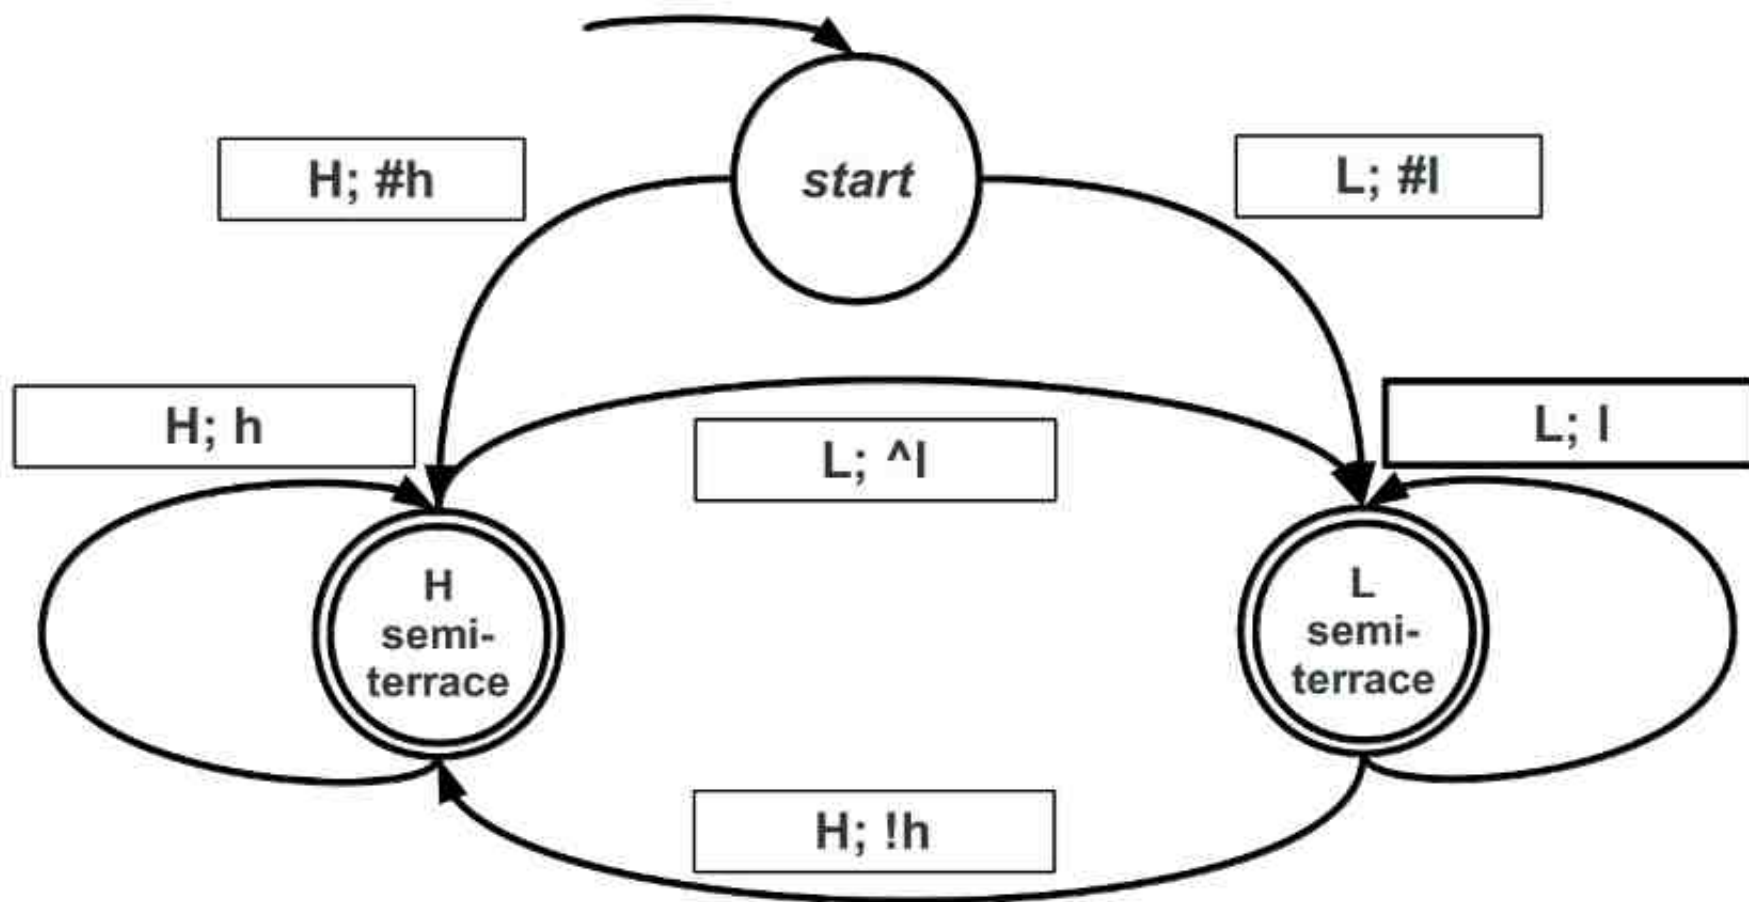 start
H; #h
L; #l
H; h
L; ^l
L; l
H
semi-
terrace
L
semi-
terrace
H; !h